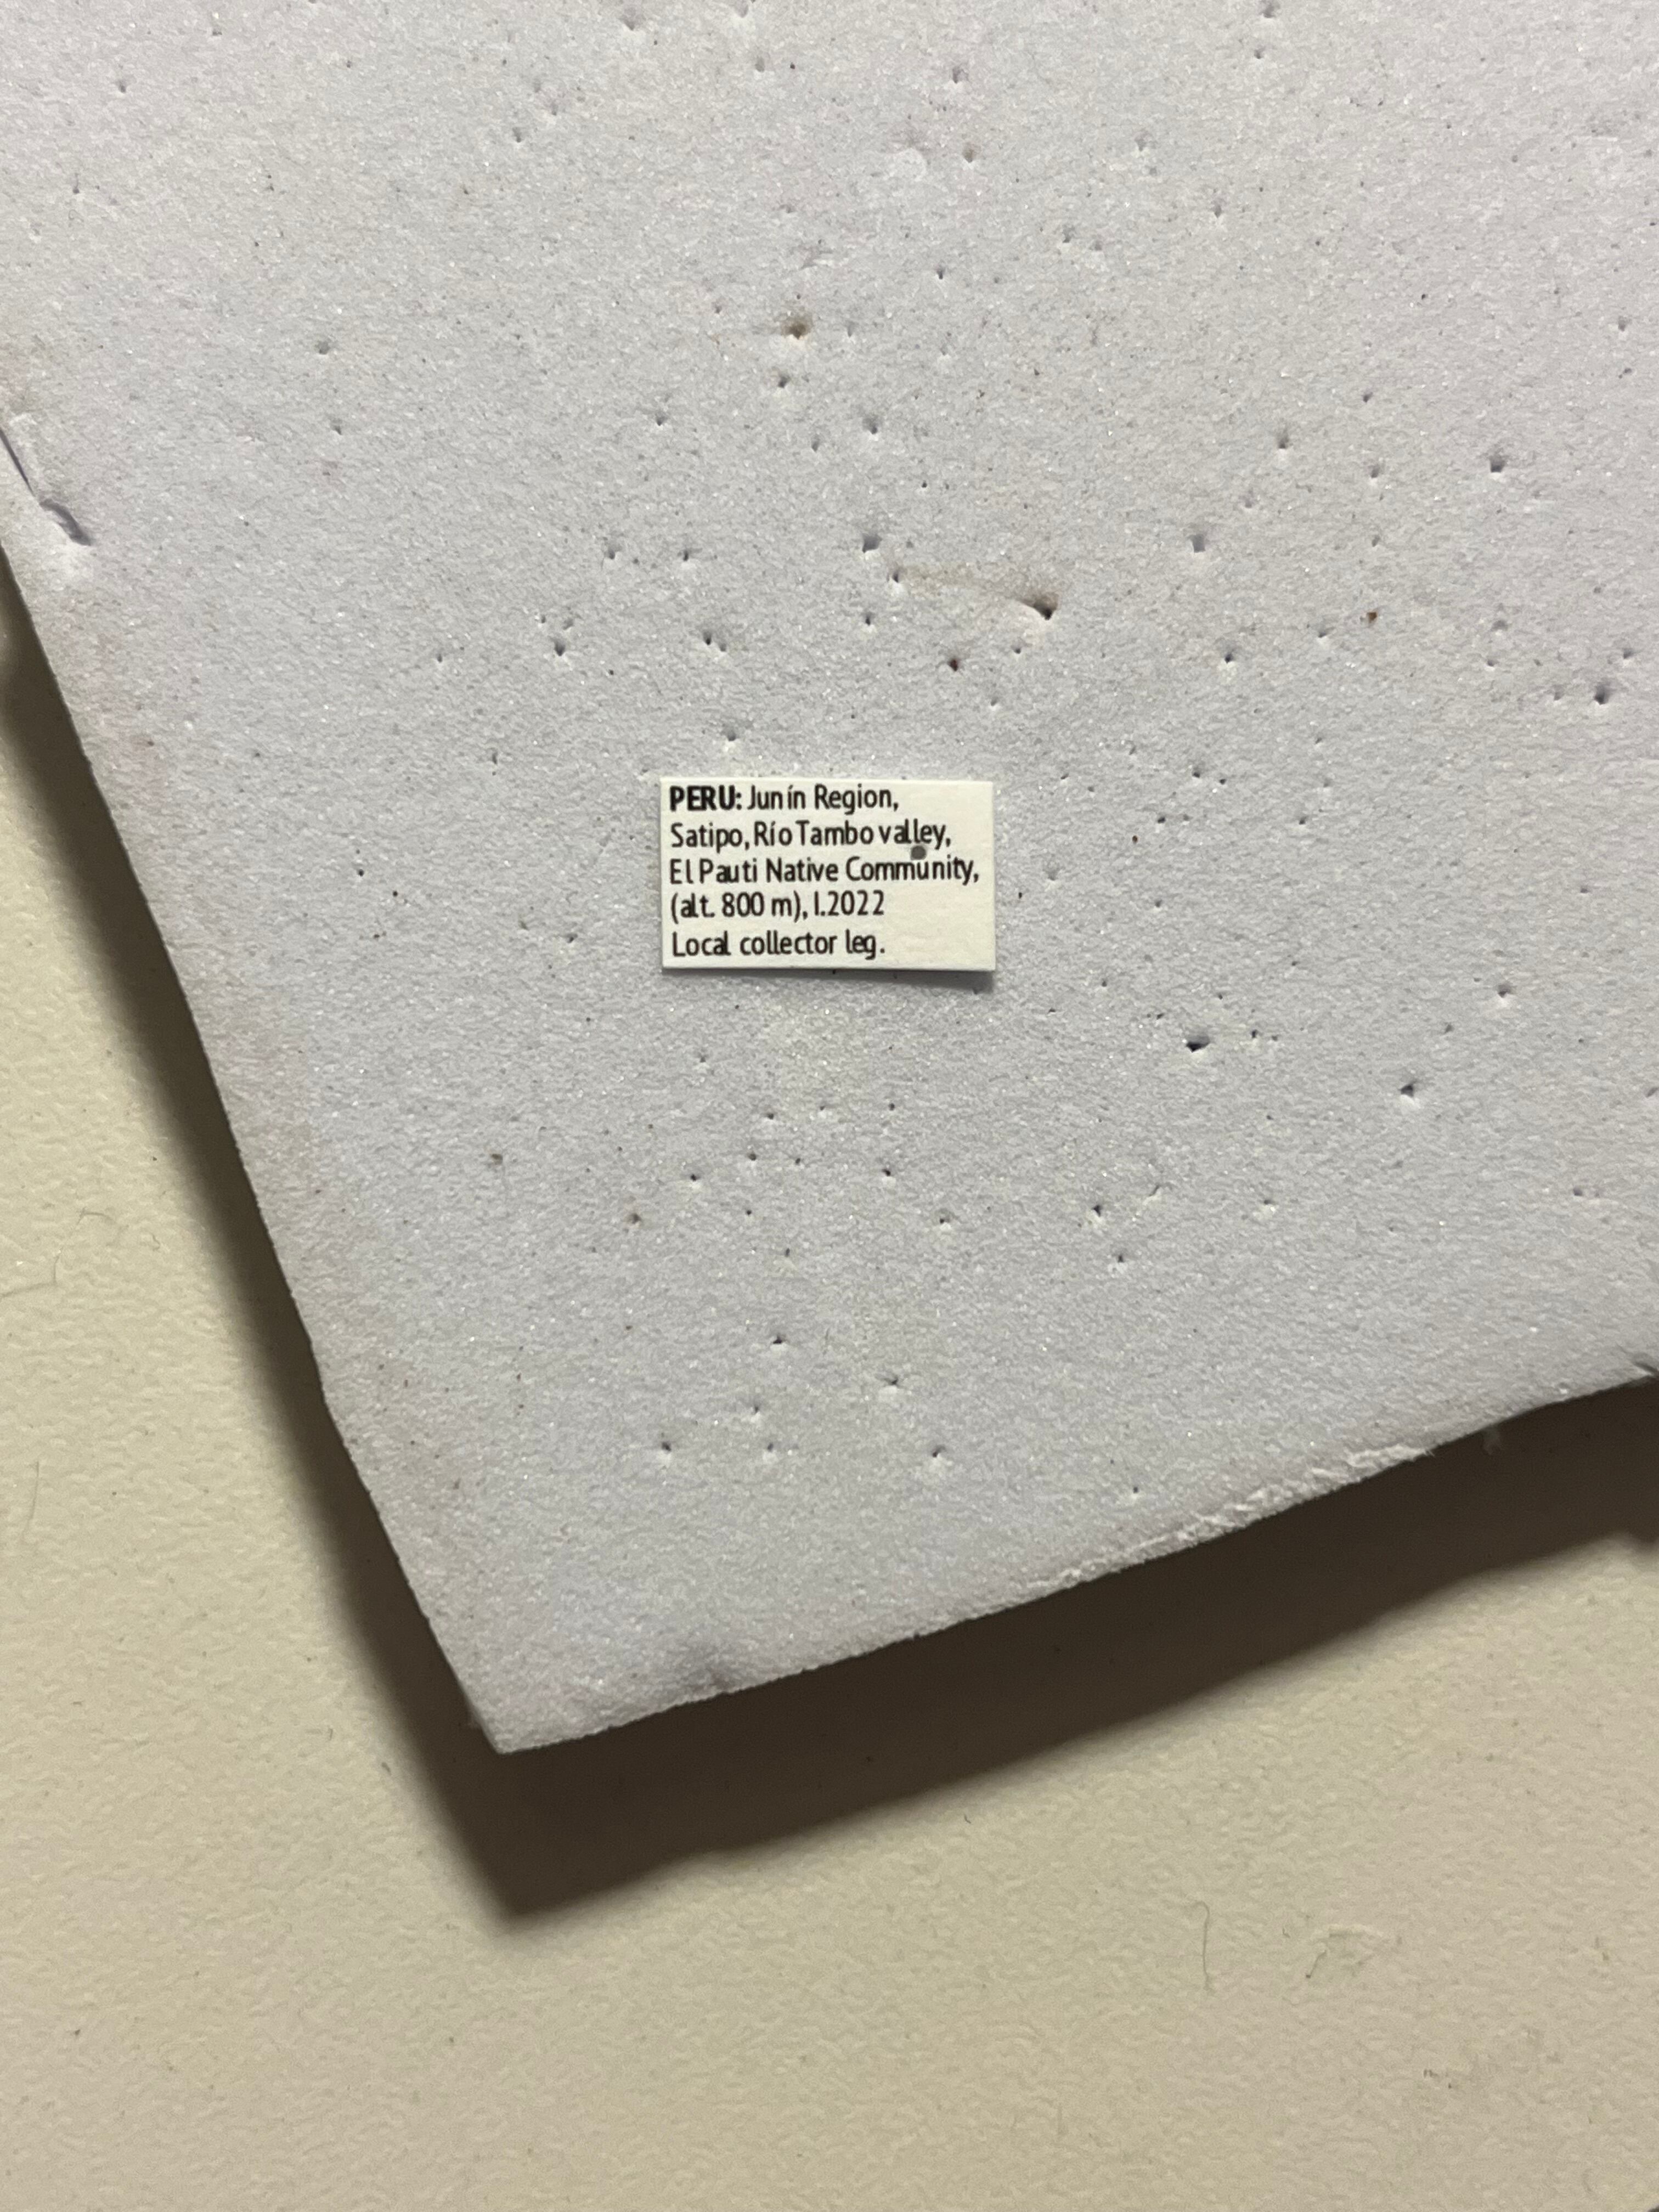 PERU: Junín Region,
Satipo, Río Tambo valley,
El Pauti Native Community,
(alt. 800 m), I.2022
Local collector leg.